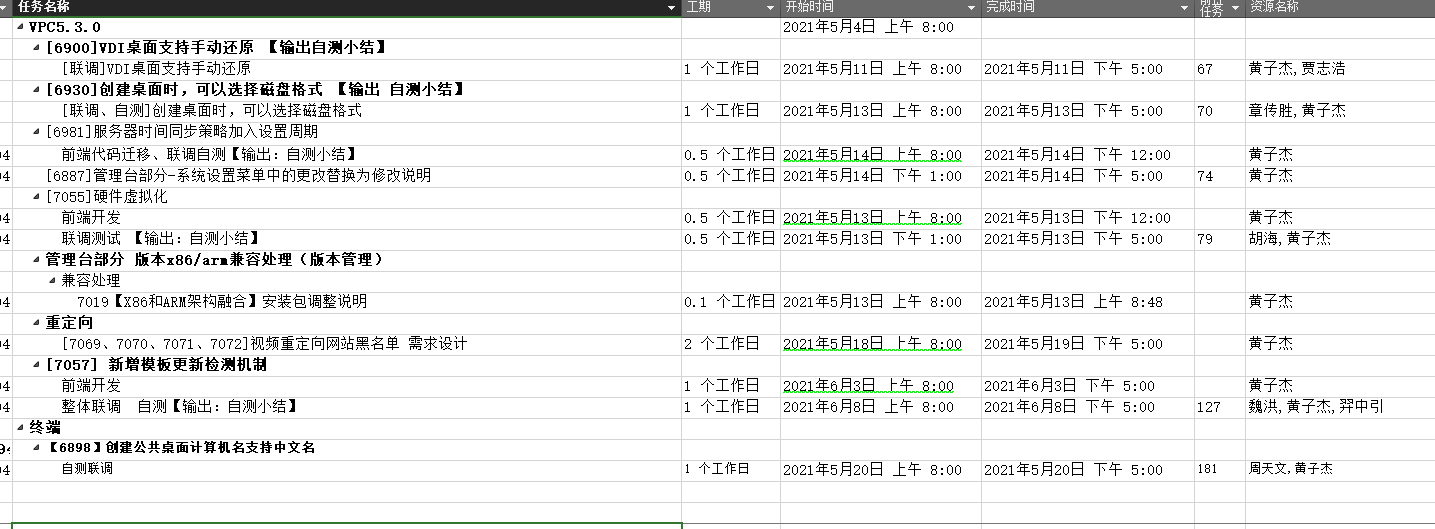 任务名称 工期 开始时间 完成时间 任务 资源名称
VPC5.3.0 2021年5月4日 上午 8:00
[6900]VDI桌面支持手动还原 【输出自测小结】
[联调]VDI桌面支持手动还原 1 个工作日 2021年5月11日 上午 8:00 2021年5月11日 下午 5:00 67 黄子杰,贾志浩
[6930]创建桌面时，可以选择磁盘格式 【输出 自测小结】
[联调、自测]创建桌面时，可以选择磁盘格式 1 个工作日 2021年5月13日 上午 8:00 2021年5月13日 下午 5:00 70 章传胜,黄子杰
[6981]服务器时间同步策略加入设置周期
04 前端代码迁移、联调自测【输出：自测小结】 0.5 个工作日 2021年5月14日 上午 8:00 2021年5月14日 下午 12:00 黄子杰
04 [6887]管理台部分-系统设置菜单中的更改替换为修改说明 0.5 个工作日 2021年5月14日 下午 1:00 2021年5月14日 下午 5:00 74 黄子杰
[7055]硬件虚拟化
04 前端开发 0.5 个工作日 2021年5月13日 上午 8:00 2021年5月13日 下午 12:00 黄子杰
04 联调测试 【输出：自测小结】 0.5 个工作日 2021年5月13日 下午 1:00 2021年5月13日 下午 5:00 79 胡海,黄子杰
管理台部分 版本x86/arm兼容处理（版本管理）
兼容处理
04 7019【X86和ARM架构融合】安装包调整说明 0.1 个工作日 2021年5月13日 上午 8:00 2021年5月13日 上午 8:48 黄子杰
重定向
04 [7069、7070、7071、7072]视频重定向网站黑名单 需求设计 2 个工作日 2021年5月18日 上午 8:00 2021年5月19日 下午 5:00 黄子杰
[7057] 新增模板更新检测机制
04 前端开发 1 个工作日 2021年6月3日 上午 8:00 2021年6月3日 下午 5:00 黄子杰
04 整体联调 自测【输出：自测小结】 1 个工作日 2021年6月8日 上午 8:00 2021年6月8日 下午 5:00 127 魏洪,黄子杰,羿中引
终端
04 【6898】创建公共桌面计算机名支持中文名
04 自测联调 1 个工作日 2021年5月20日 上午 8:00 2021年5月20日 下午 5:00 181 周天文,黄子杰